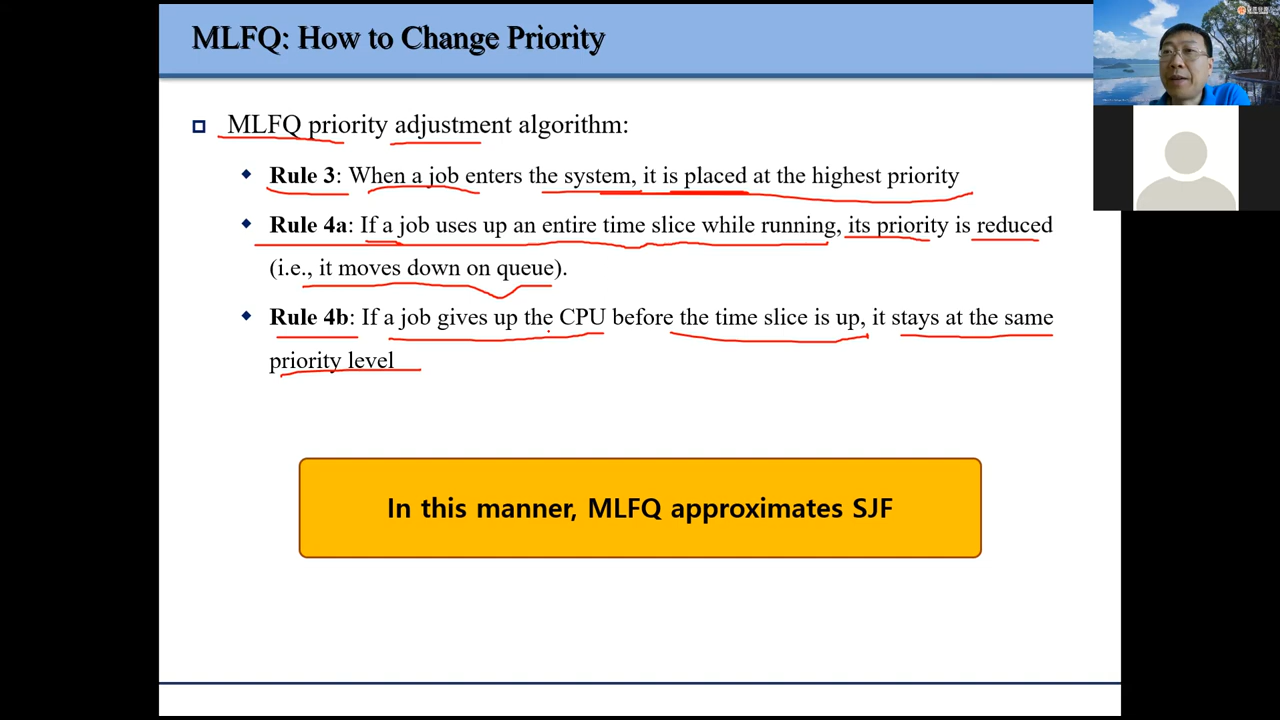 MLFQ: How to Change Priority
MLFQ priority adjustment algorithm:
Rule 3: When a job enters the system, it is placed at the highest priority
Rule 4a: If a job uses up an entire time slice while running, its priority is reduced
(i.e., it moves down on queue).
Rule 4b: If a job gives up the CPU before the time slice is up, it stays at the same
priority level
In this manner, MLFQ approximates SJF